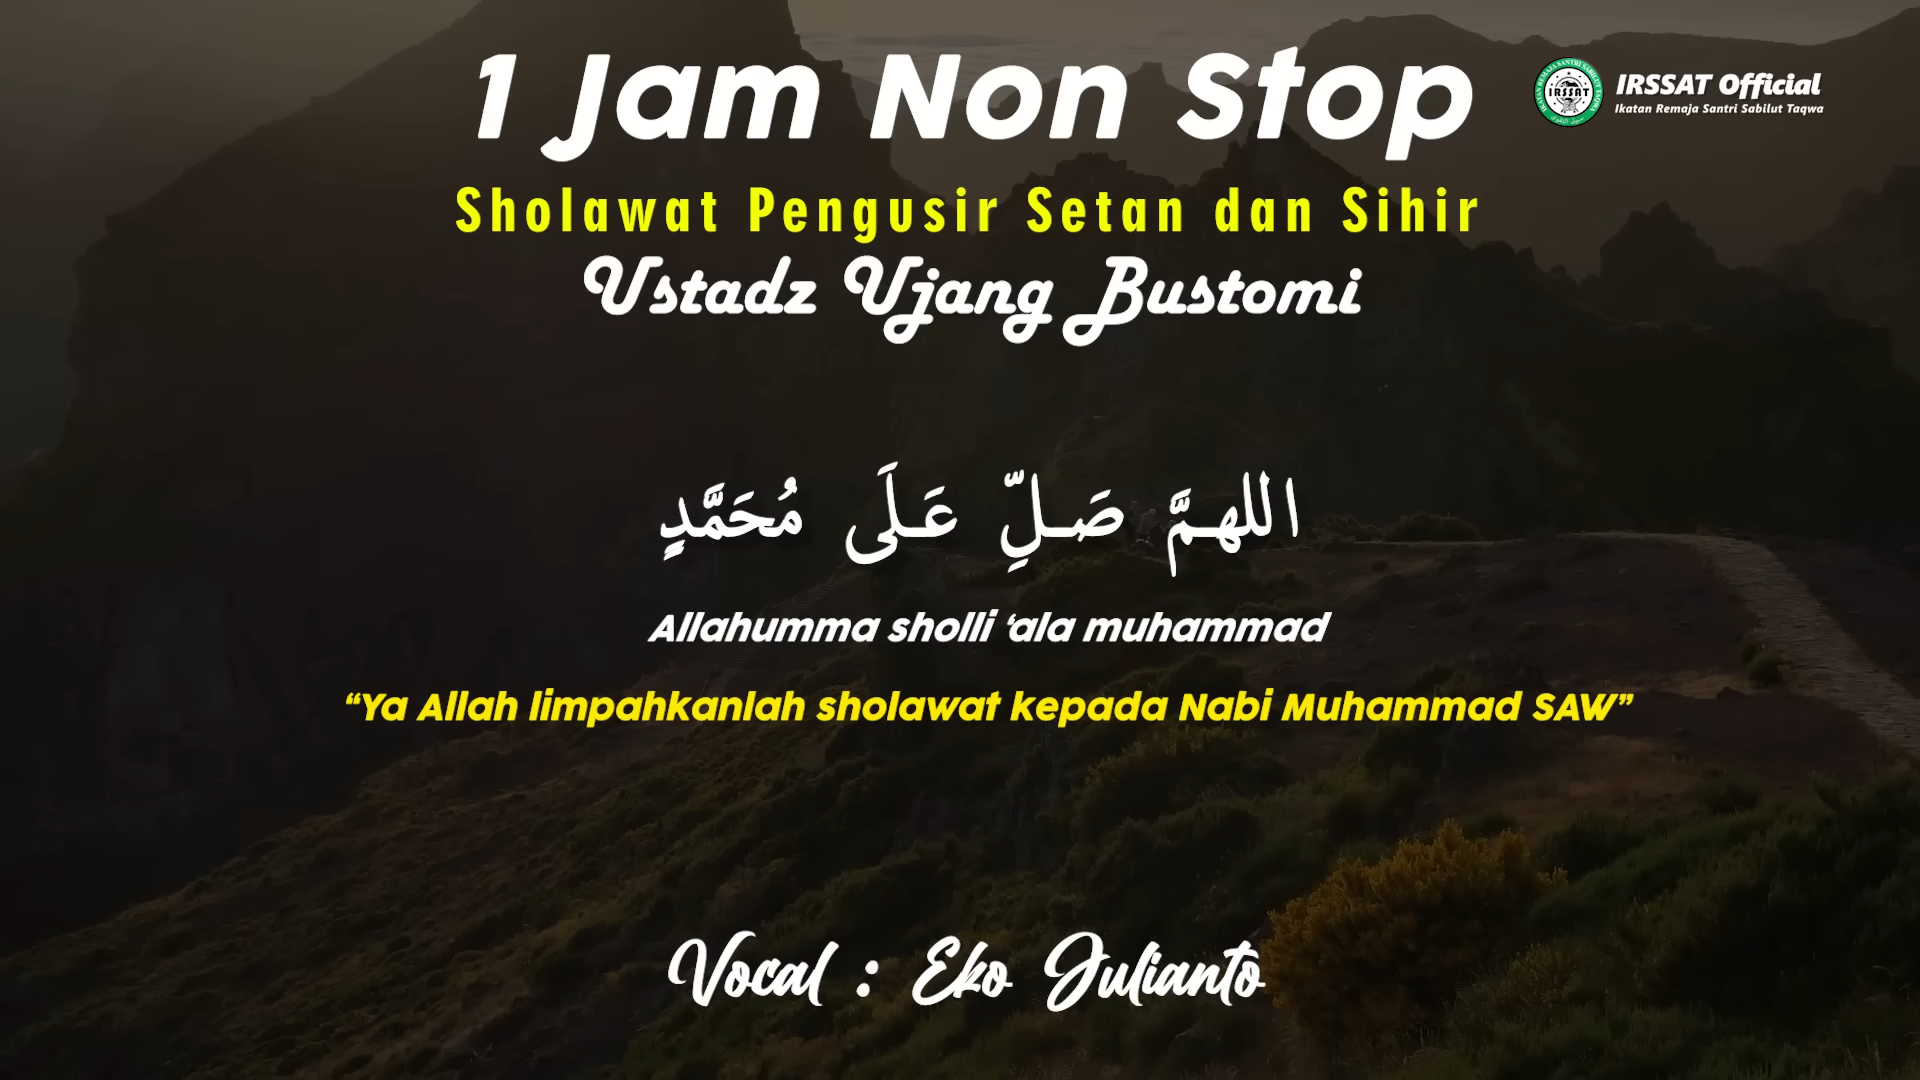 1 Jam Non Stop
IRSSAT Official
Ikatan Remaja Santri Sabilut Taqwa
IRSSAT
Sholawat Pengusir Setan dan Sihir
Ustadz Ujang Bustomi
اللهمَّ صَلِّ عَلَى مُحَمَّدٍ
Allahumma sholli ‘ala muhammad
“Ya Allah limpahkanlah sholawat kepada Nabi Muhammad SAW”
Vocal : Eko Julianto